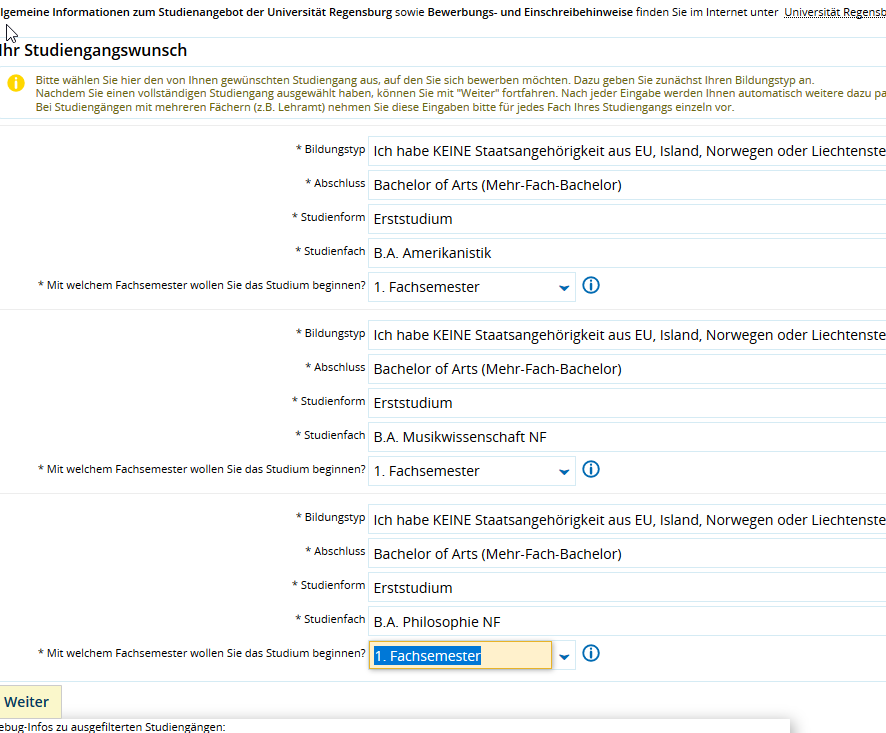 lgemeine Informationen zum Studienangebot der Universität Regensburg sowie Bewerbungs- und Einschreibehinweise finden Sie im Internet unter Universität Regensb
Ihr Studiengangswunsch
Bitte wählen Sie hier den von Ihnen gewünschten Studiengang aus, auf den Sie sich bewerben möchten. Dazu geben Sie zunächst Ihren Bildungstyp an.
Nachdem Sie einen vollständigen Studiengang ausgewählt haben, können Sie mit "Weiter" fortfahren. Nach jeder Eingabe werden Ihnen automatisch weitere dazu pa
Bei Studiengängen mit mehreren Fächern (z.B. Lehramt) nehmen Sie diese Eingaben bitte für jedes Fach Ihres Studiengangs einzeln vor.
* Bildungstyp Ich habe KEINE Staatsangehörigkeit aus EU, Island, Norwegen oder Liechtenste
* Abschluss Bachelor of Arts (Mehr-Fach-Bachelor)
* Studienform Erststudium
* Studienfach B.A. Amerikanistik
* Mit welchem Fachsemester wollen Sie das Studium beginnen? 1. Fachsemester
* Bildungstyp Ich habe KEINE Staatsangehörigkeit aus EU, Island, Norwegen oder Liechtenste
* Abschluss Bachelor of Arts (Mehr-Fach-Bachelor)
* Studienform Erststudium
* Studienfach B.A. Musikwissenschaft NF
* Mit welchem Fachsemester wollen Sie das Studium beginnen? 1. Fachsemester
* Bildungstyp Ich habe KEINE Staatsangehörigkeit aus EU, Island, Norwegen oder Liechtenste
* Abschluss Bachelor of Arts (Mehr-Fach-Bachelor)
* Studienform Erststudium
* Studienfach B.A. Philosophie NF
* Mit welchem Fachsemester wollen Sie das Studium beginnen? 1. Fachsemester
Weiter
ebug-Infos zu ausgefilterten Studiengängen: